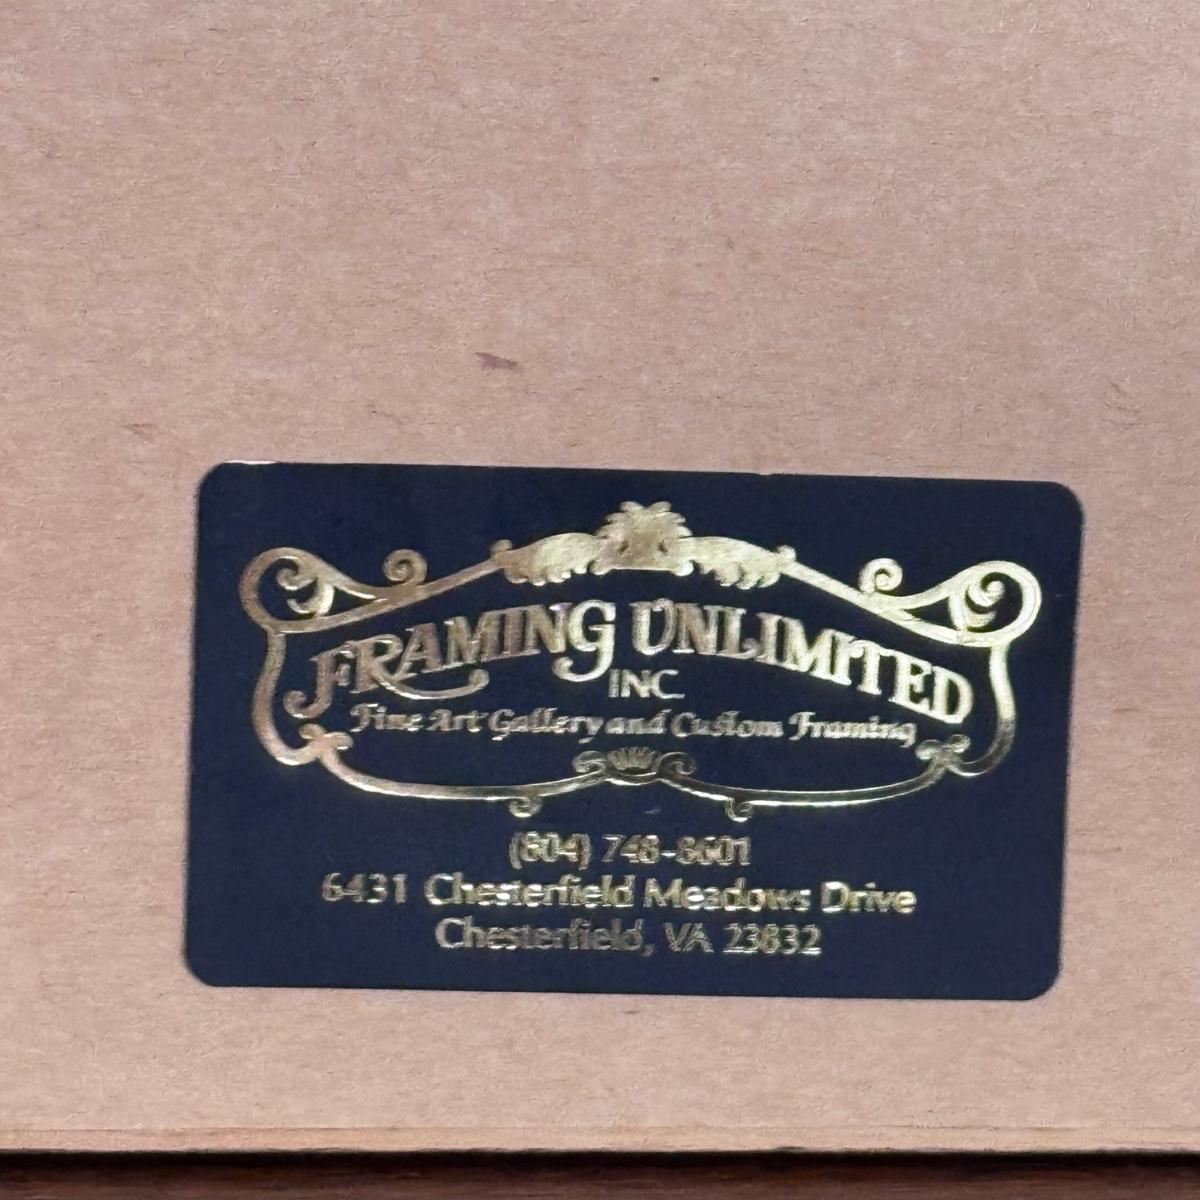 FRAMING UNLIMITED
INC.
Fine Art Gallery and Custom Framing
(804) 748-8601
6431 Chesterfield Meadows Drive
Chesterfield, VA 23832